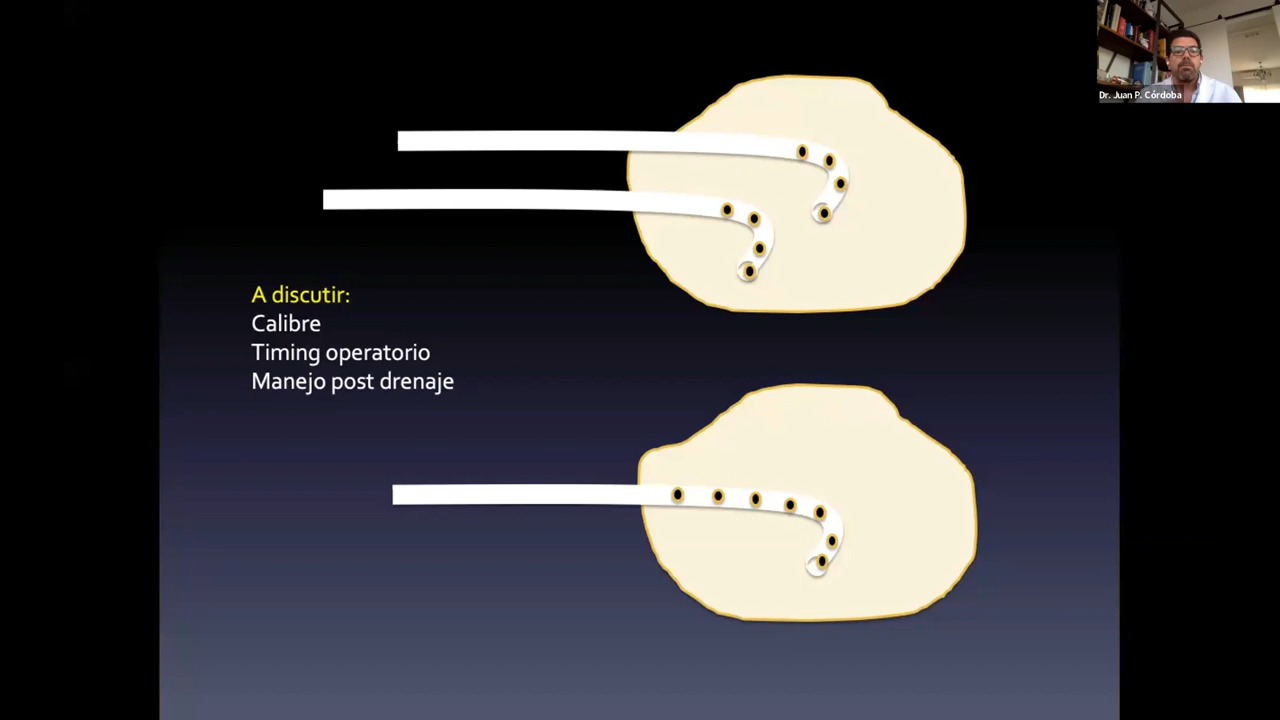 Dr. Juan P. Córdoba
A discutir:
Calibre
Timing operatorio
Manejo post drenaje